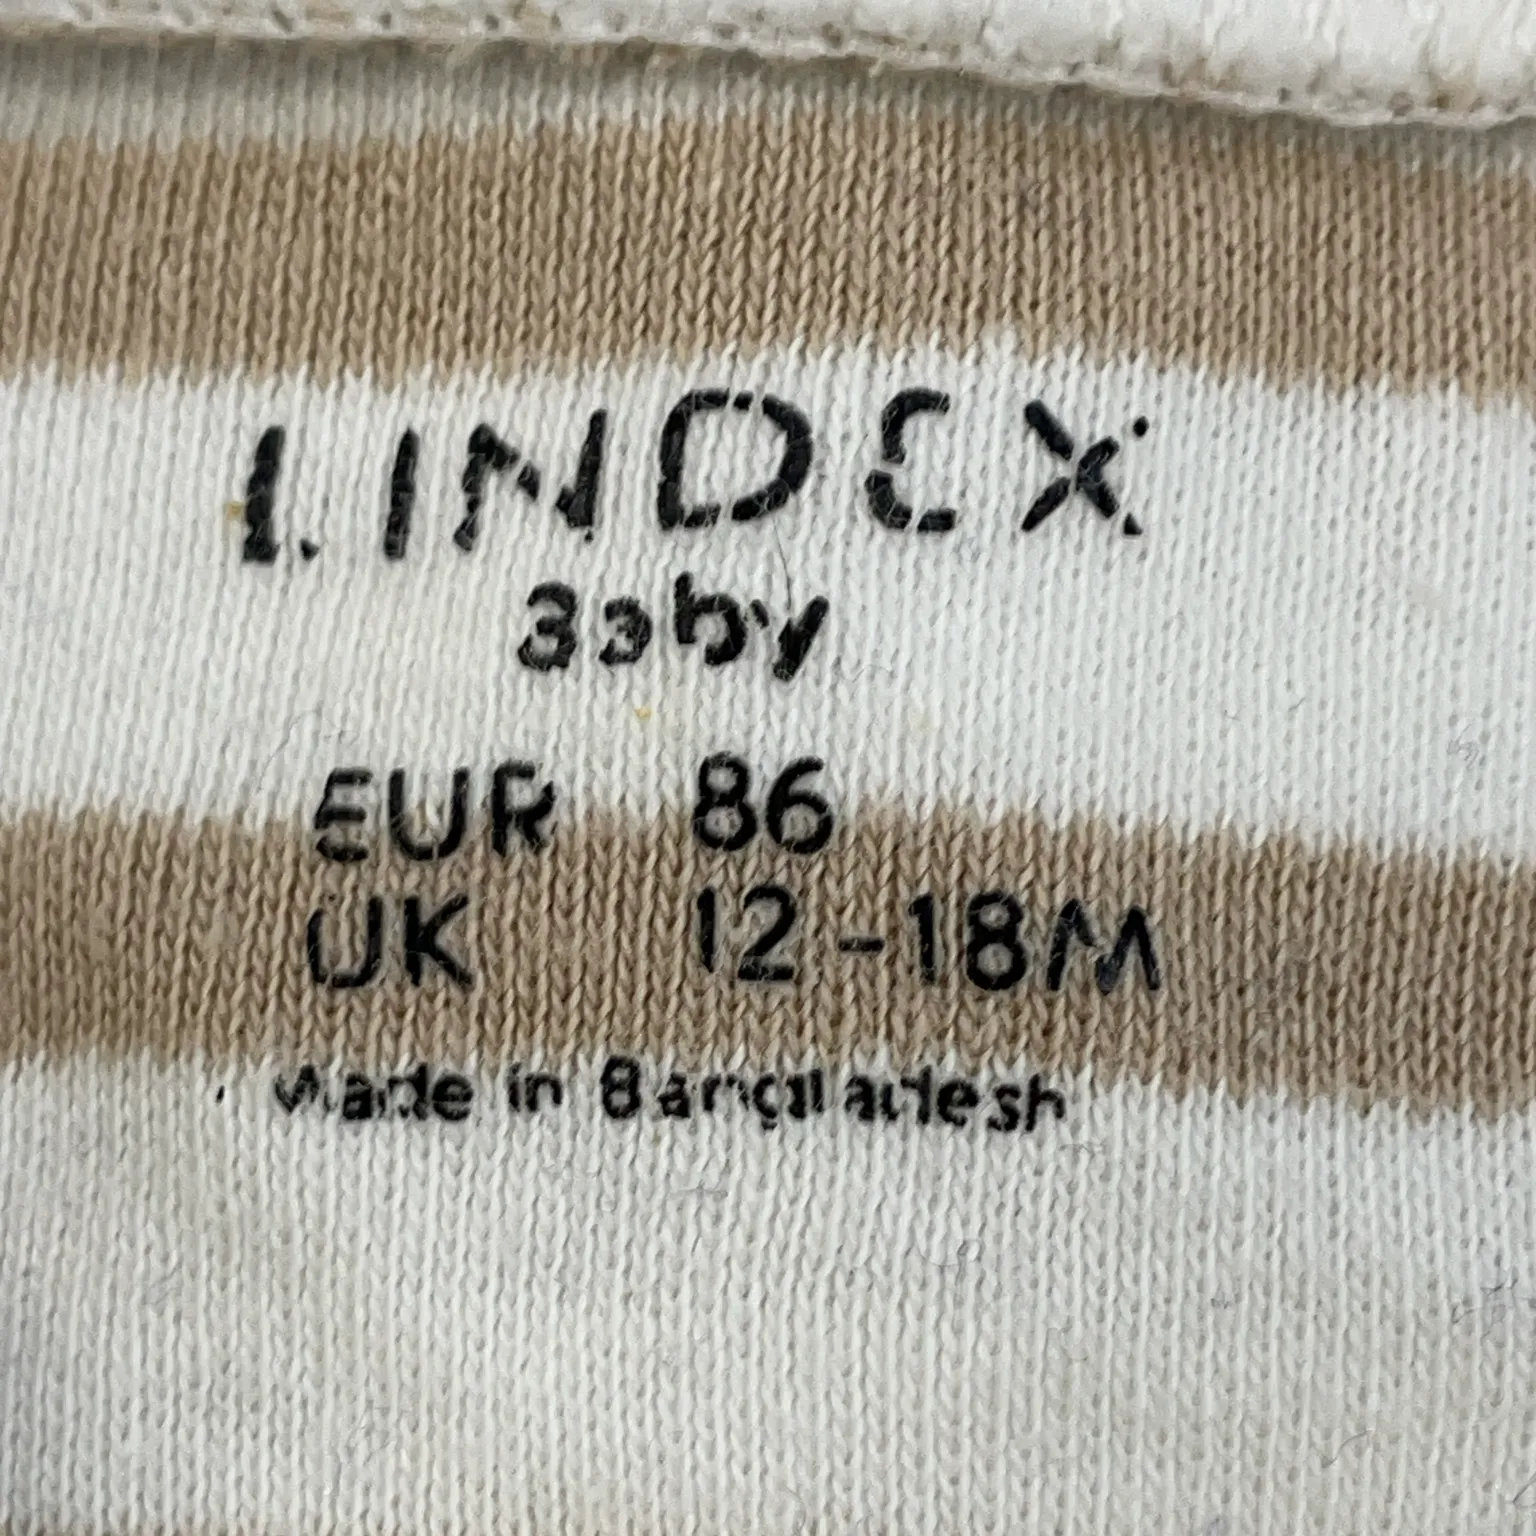 LINDEX
Baby
EUR 86
UK 12-18M
Made in Bangladesh